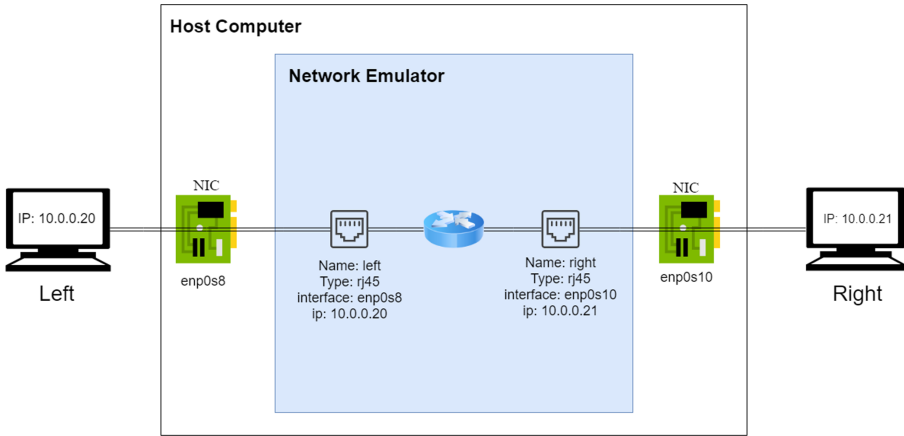 Host Computer
Network Emulator
NIC
NIC
IP: 10.0.0.20
IP: 10.0.0.21
enp0s8
enp0s10
Left
Right
Name: left
Type: rj45
interface: enp0s8
ip: 10.0.0.20
Name: right
Type: rj45
interface: enp0s10
ip: 10.0.0.21